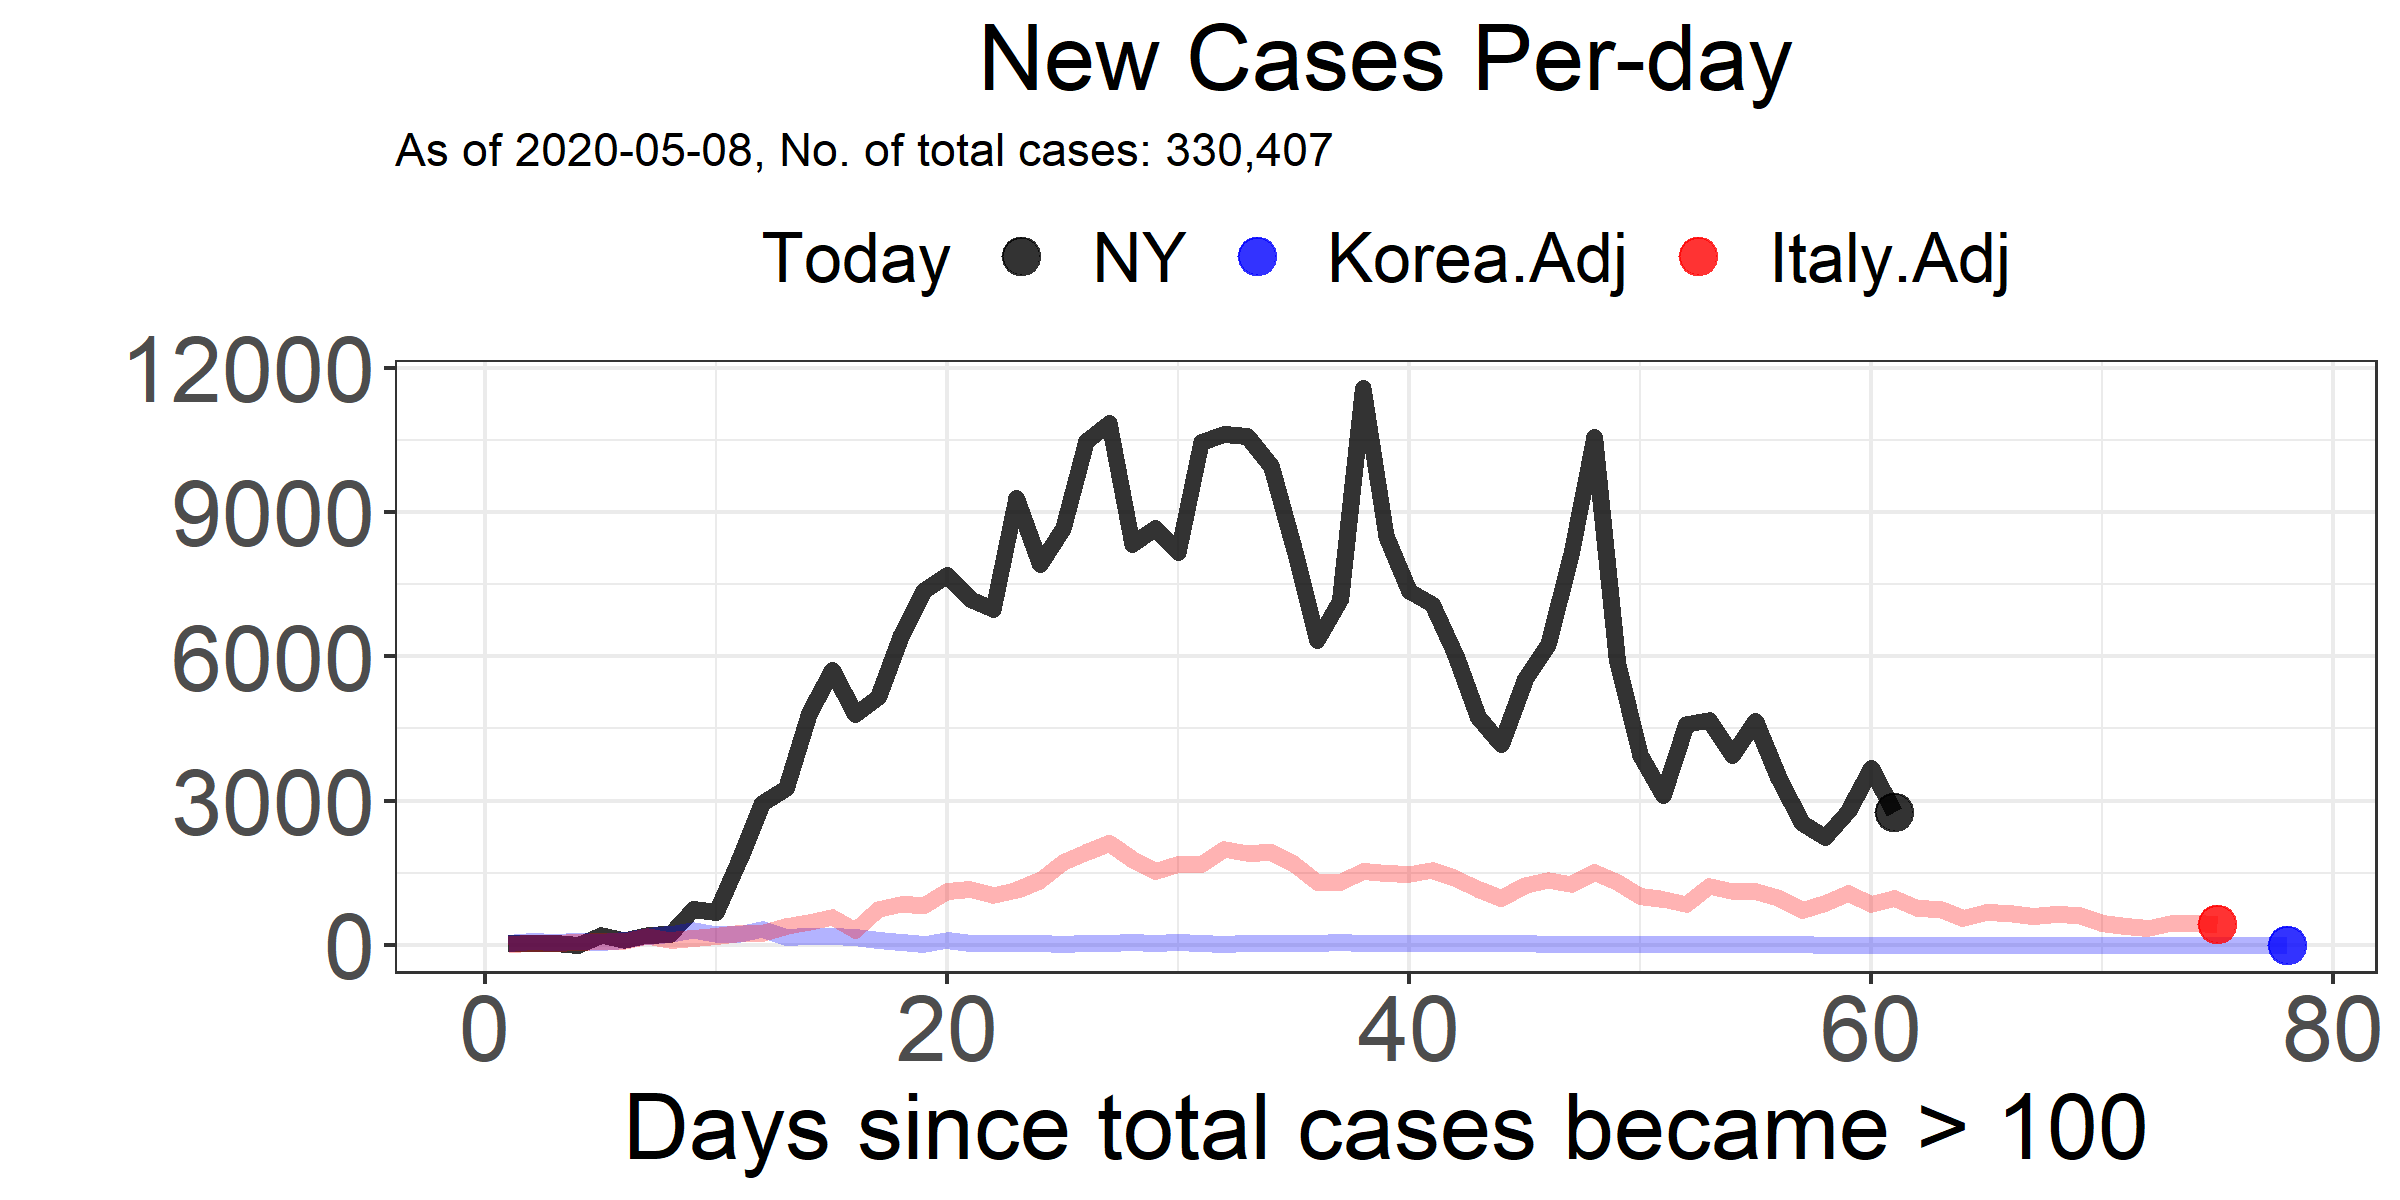 New Cases Per-day
As of 2020-05-08, No. of total cases: 330,407
Today NY Korea.Adj Italy.Adj
12000
9000
6000
3000
0
0 20 40 60 80
Days since total cases became > 100